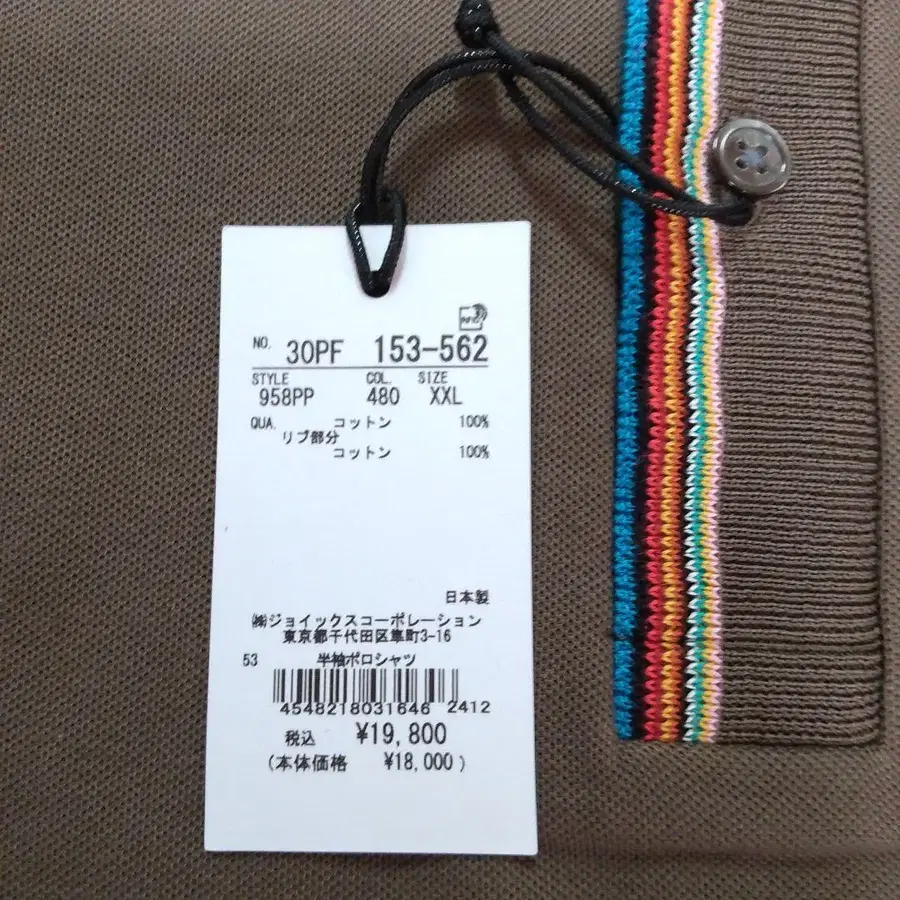 RFID
NO. 30PF 153-562
STYLE COL. SIZE
958PP 480 XXL
QUA. コットン 100%
リブ部分
コットン 100%
日本製
㈱ジョイックスコーポレーション
東京都千代田区隼町3-16
53 半袖ポロシャツ
4548218031646 2412
税込 ¥19,800
(本体価格 ¥18,000)